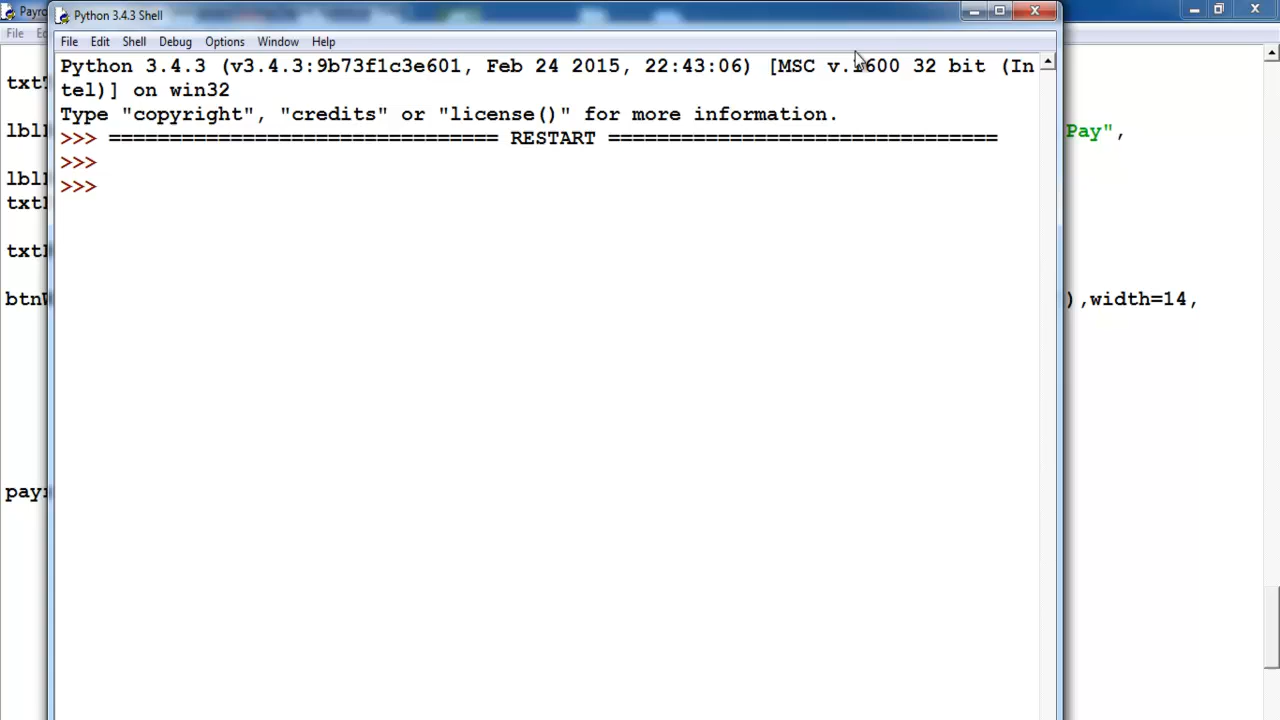 Python 3.4.3 Shell
File Edit Shell Debug Options Window Help
Python 3.4.3 (v3.4.3:9b73f1c3e601, Feb 24 2015, 22:43:06) [MSC v.1600 32 bit (In
tel)] on win32
Type "copyright", "credits" or "license()" for more information.
>>> ================================ RESTART ================================
>>>
>>>
File
Pay",
),width=14,